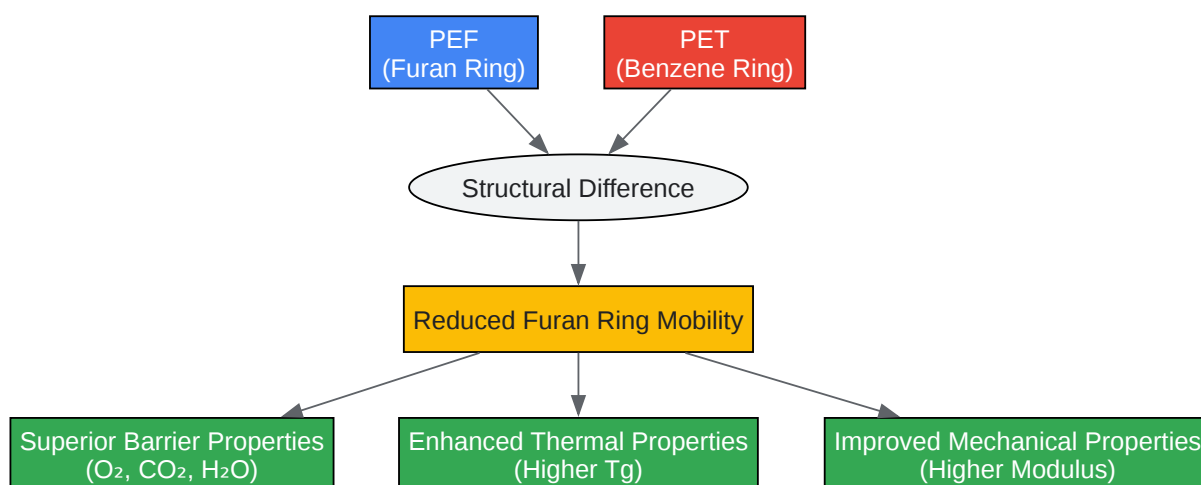 PEF
(Furan Ring)
PET
(Benzene Ring)
Structural Difference
Reduced Furan Ring Mobility
Superior Barrier Properties
(O₂, CO₂, H₂O)
Enhanced Thermal Properties
(Higher Tg)
Improved Mechanical Properties
(Higher Modulus)